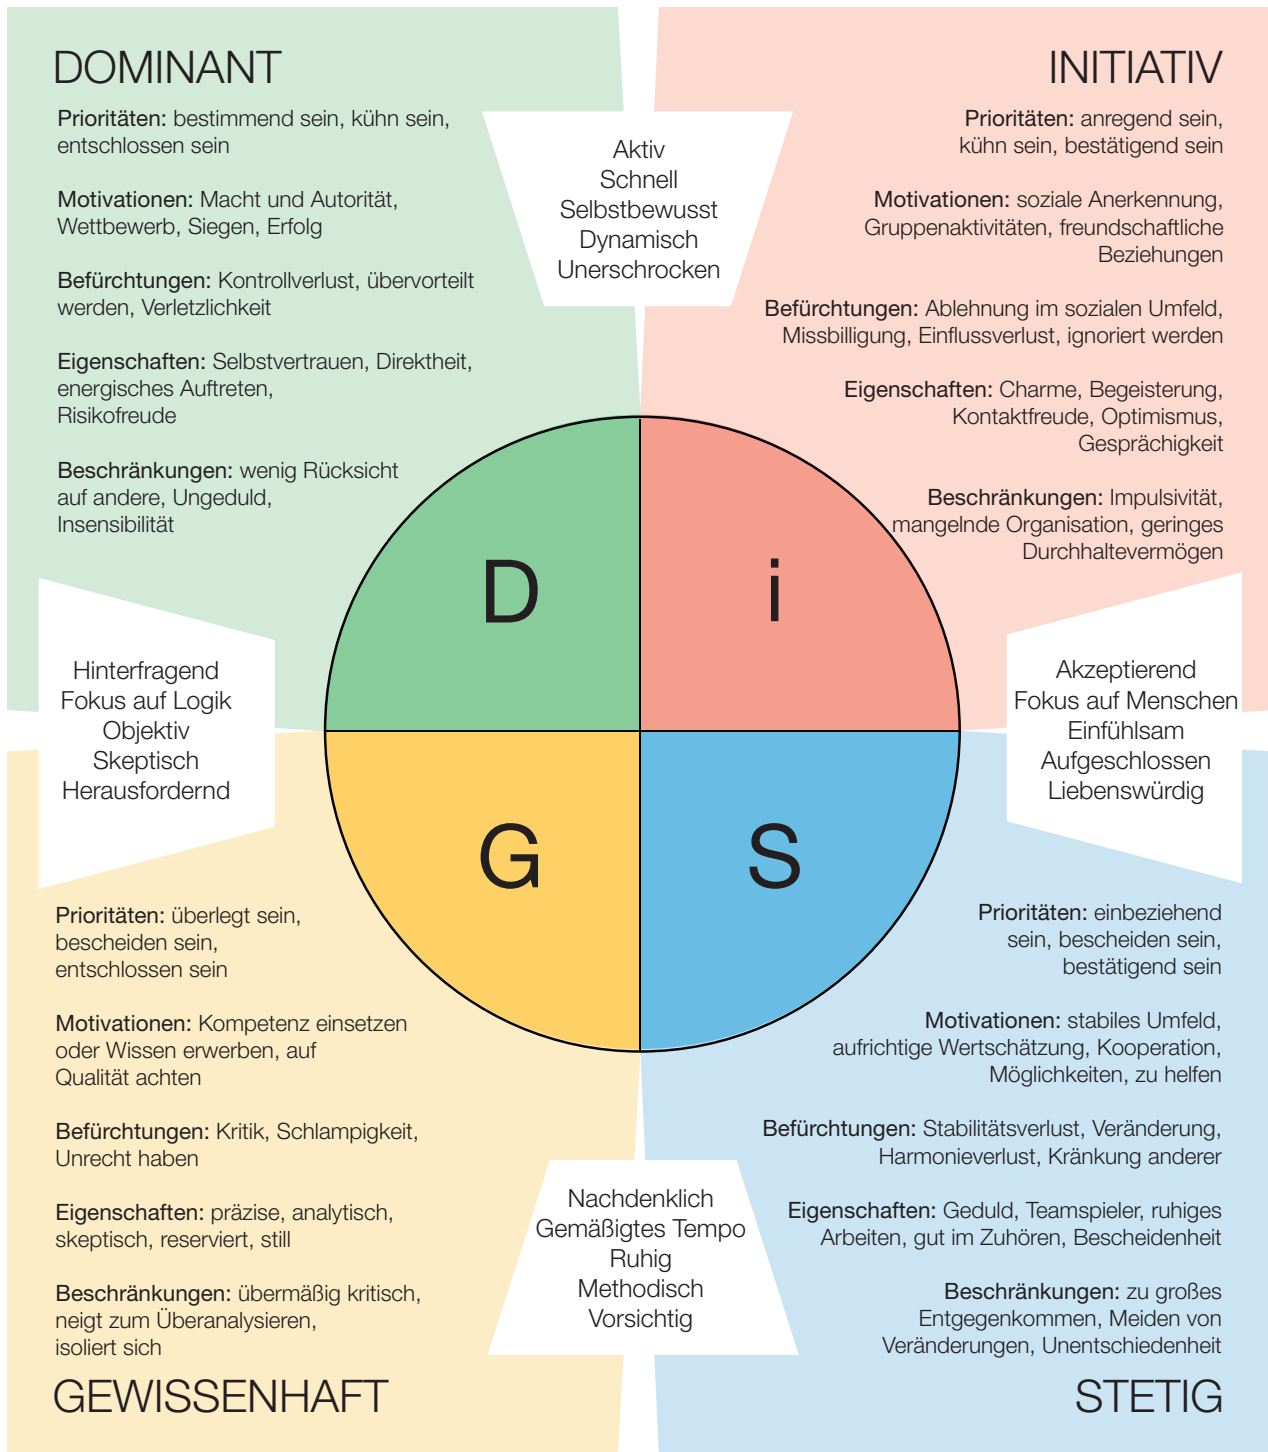 DOMINANT
Prioritäten: bestimmend sein, kühn sein,
entschlossen sein
Motivationen: Macht und Autorität,
Wettbewerb, Siegen, Erfolg
Befürchtungen: Kontrollverlust, übervorteilt
werden, Verletzlichkeit
Eigenschaften: Selbstvertrauen, Direktheit,
energisches Auftreten,
Risikofreude
Beschränkungen: wenig Rücksicht
auf andere, Ungeduld,
Insensibilität
Aktiv
Schnell
Selbstbewusst
Dynamisch
Unerschrocken
INITIATIV
Prioritäten: anregend sein,
kühn sein, bestätigend sein
Motivationen: soziale Anerkennung,
Gruppenaktivitäten, freundschaftliche
Beziehungen
Befürchtungen: Ablehnung im sozialen Umfeld,
Missbilligung, Einflussverlust, ignoriert werden
Eigenschaften: Charme, Begeisterung,
Kontaktfreude, Optimismus,
Gesprächigkeit
Beschränkungen: Impulsivität,
mangelnde Organisation, geringes
Durchhaltevermögen
D
i
Hinterfragend
Fokus auf Logik
Objektiv
Skeptisch
Herausfordernd
Akzeptierend
Fokus auf Menschen
Einfühlsam
Aufgeschlossen
Liebenswürdig
G
S
Prioritäten: überlegt sein,
bescheiden sein,
entschlossen sein
Motivationen: Kompetenz einsetzen
oder Wissen erwerben, auf
Qualität achten
Befürchtungen: Kritik, Schlampigkeit,
Unrecht haben
Eigenschaften: präzise, analytisch,
skeptisch, reserviert, still
Beschränkungen: übermäßig kritisch,
neigt zum Überanalysieren,
isoliert sich
GEWISSENHAFT
Nachdenklich
Gemäßigtes Tempo
Ruhig
Methodisch
Vorsichtig
Prioritäten: einbeziehend
sein, bescheiden sein,
bestätigend sein
Motivationen: stabiles Umfeld,
aufrichtige Wertschätzung, Kooperation,
Möglichkeiten, zu helfen
Befürchtungen: Stabilitätsverlust, Veränderung,
Harmonieverlust, Kränkung anderer
Eigenschaften: Geduld, Teamspieler, ruhiges
Arbeiten, gut im Zuhören, Bescheidenheit
Beschränkungen: zu großes
Entgegenkommen, Meiden von
Veränderungen, Unentschiedenheit
STETIG